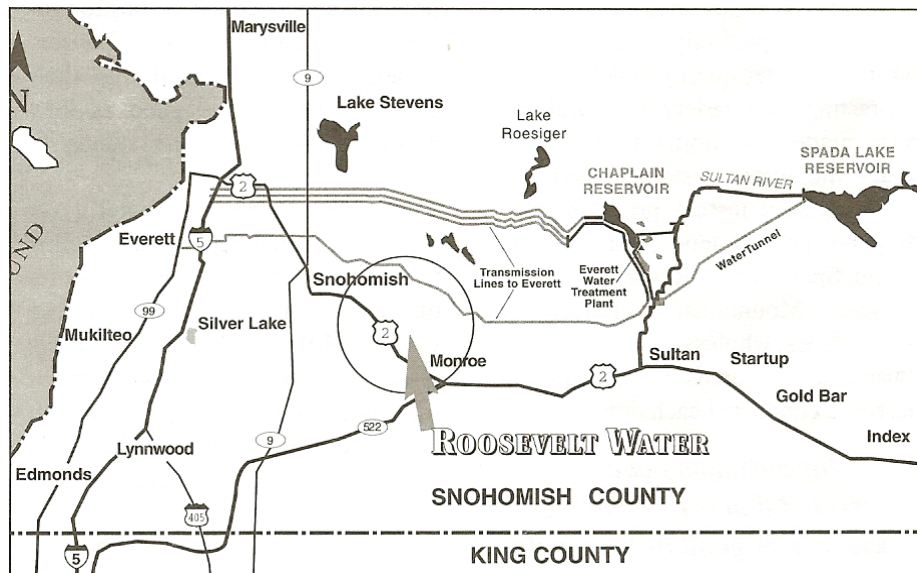 Marysville
9
Lake Stevens
Lake
Roesiger
SPADA LAKE
RESERVOIR
CHAPLAIN
RESERVOIR
SULTAN RIVER
N
2
UND
Everett
5
Snohomish
Transmission
Lines to Everett
Everett
Water
Treatment
Plant
Water Tunnel
99
Mukilteo
Silver Lake
2
Monroe
2
Sultan
Startup
Gold Bar
Index
522
9
Lynnwood
Edmonds
ROOSEVELT WATER
405
SNOHOMISH COUNTY
5
KING COUNTY